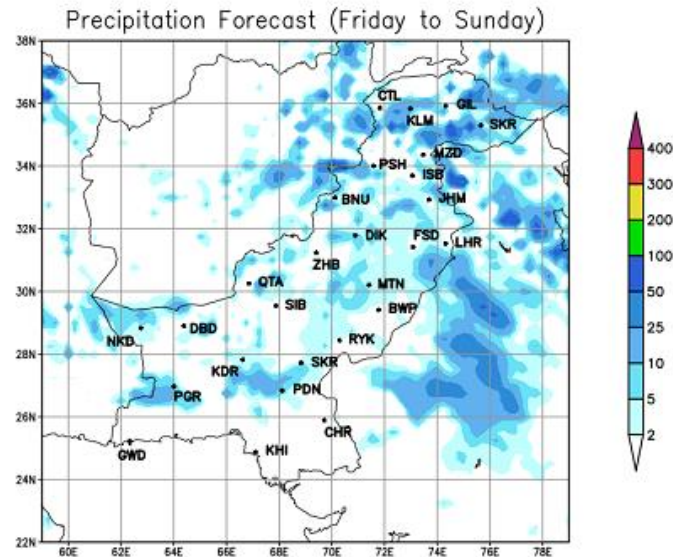 Precipitation Forecast (Friday to Sunday)
38N
36N
34N
32N
30N
28N
26N
24N
22N
CTL
GIL
KLM
SKR
MZD
PSH
ISB
BNU
JHM
DIK
FSD
LHR
ZHB
QTA
MTN
SIB
BWP
NKD
DBD
RYK
KDR
SKR
PGR
PDN
CHR
GWD
KHI
60E 62E 64E 66E 68E 70E 72E 74E 76E 78E
400
300
200
100
50
25
10
5
2